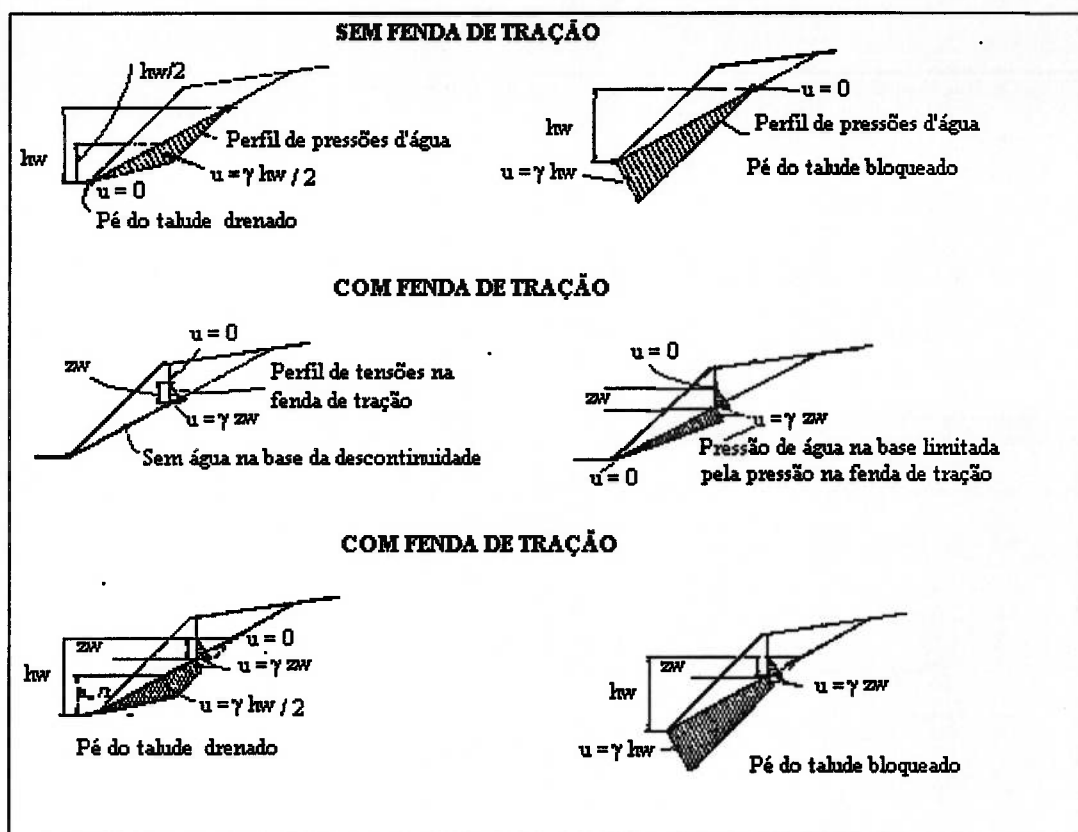 SEM FENDA DE TRAÇÃO
hw/2
hw
Perfil de pressões d'água
u = γ hw / 2
u = 0
Pé do talude drenado
u = 0
hw
Perfil de pressões d'água
u = γ hw
Pé do talude bloqueado
COM FENDA DE TRAÇÃO
u = 0
zw
Perfil de tensões na
fenda de tração
u = γ zw
Sem água na base da descontinuidade
u = 0
zw
u = γ zw
Pressão de água na base limitada
pela pressão na fenda de tração
u = 0
COM FENDA DE TRAÇÃO
zw
u = 0
hw
u = γ zw
u = γ hw / 2
Pé do talude drenado
zw
hw
u = γ zw
u = γ hw
Pé do talude bloqueado